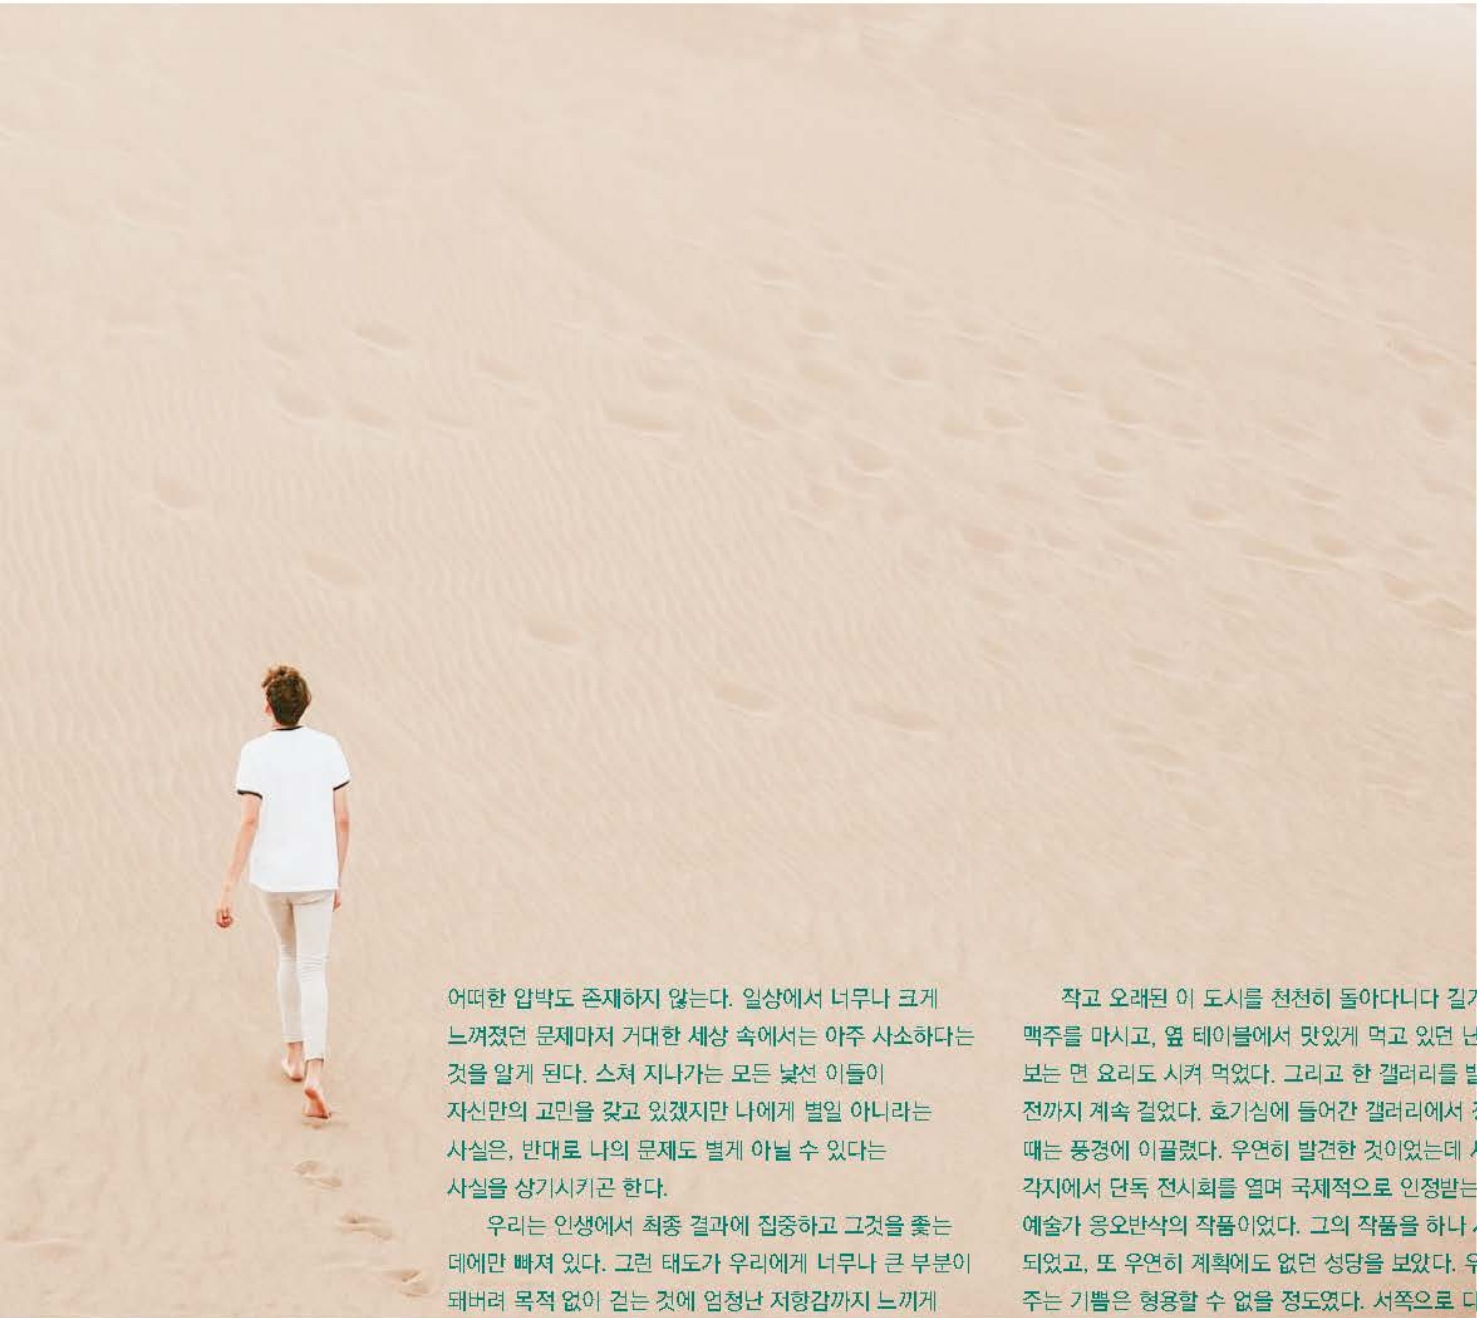 어떠한 압박도 존재하지 않는다. 일상에서 너무나 크게
느껴졌던 문제마저 거대한 세상 속에서는 아주 사소하다는
것을 알게 된다. 스쳐 지나가는 모든 낯선 이들이
자신만의 고민을 갖고 있겠지만 나에게 별일 아니라는
사실은, 반대로 나의 문제도 별게 아닐 수 있다는
사실을 상기시키곤 한다.
우리는 인생에서 최종 결과에 집중하고 그것을 좇는
데에만 빠져 있다. 그런 태도가 우리에게 너무나 큰 부분이
돼버려 목적 없이 걷는 것에 엄청난 저항감까지 느끼게
작고 오래된 이 도시를 천천히 돌아다니다
맥주를 마시고, 옆 테이블에서 맛있게 먹고 있던
보는 면 요리도 시켜 먹었다. 그리고 한 갤러리를
전까지 계속 걸었다. 호기심에 들어간 갤러리에서
때는 풍경에 이끌렸다. 우연히 발견한 것이었는데
각지에서 단독 전시회를 열며 국제적으로 인정받는
예술가 응오반삭의 작품이었다. 그의 작품을 하나
되었고, 또 우연히 계획에도 없던 성당을 보았다.
주는 기쁨은 형용할 수 없을 정도였다. 서쪽으로